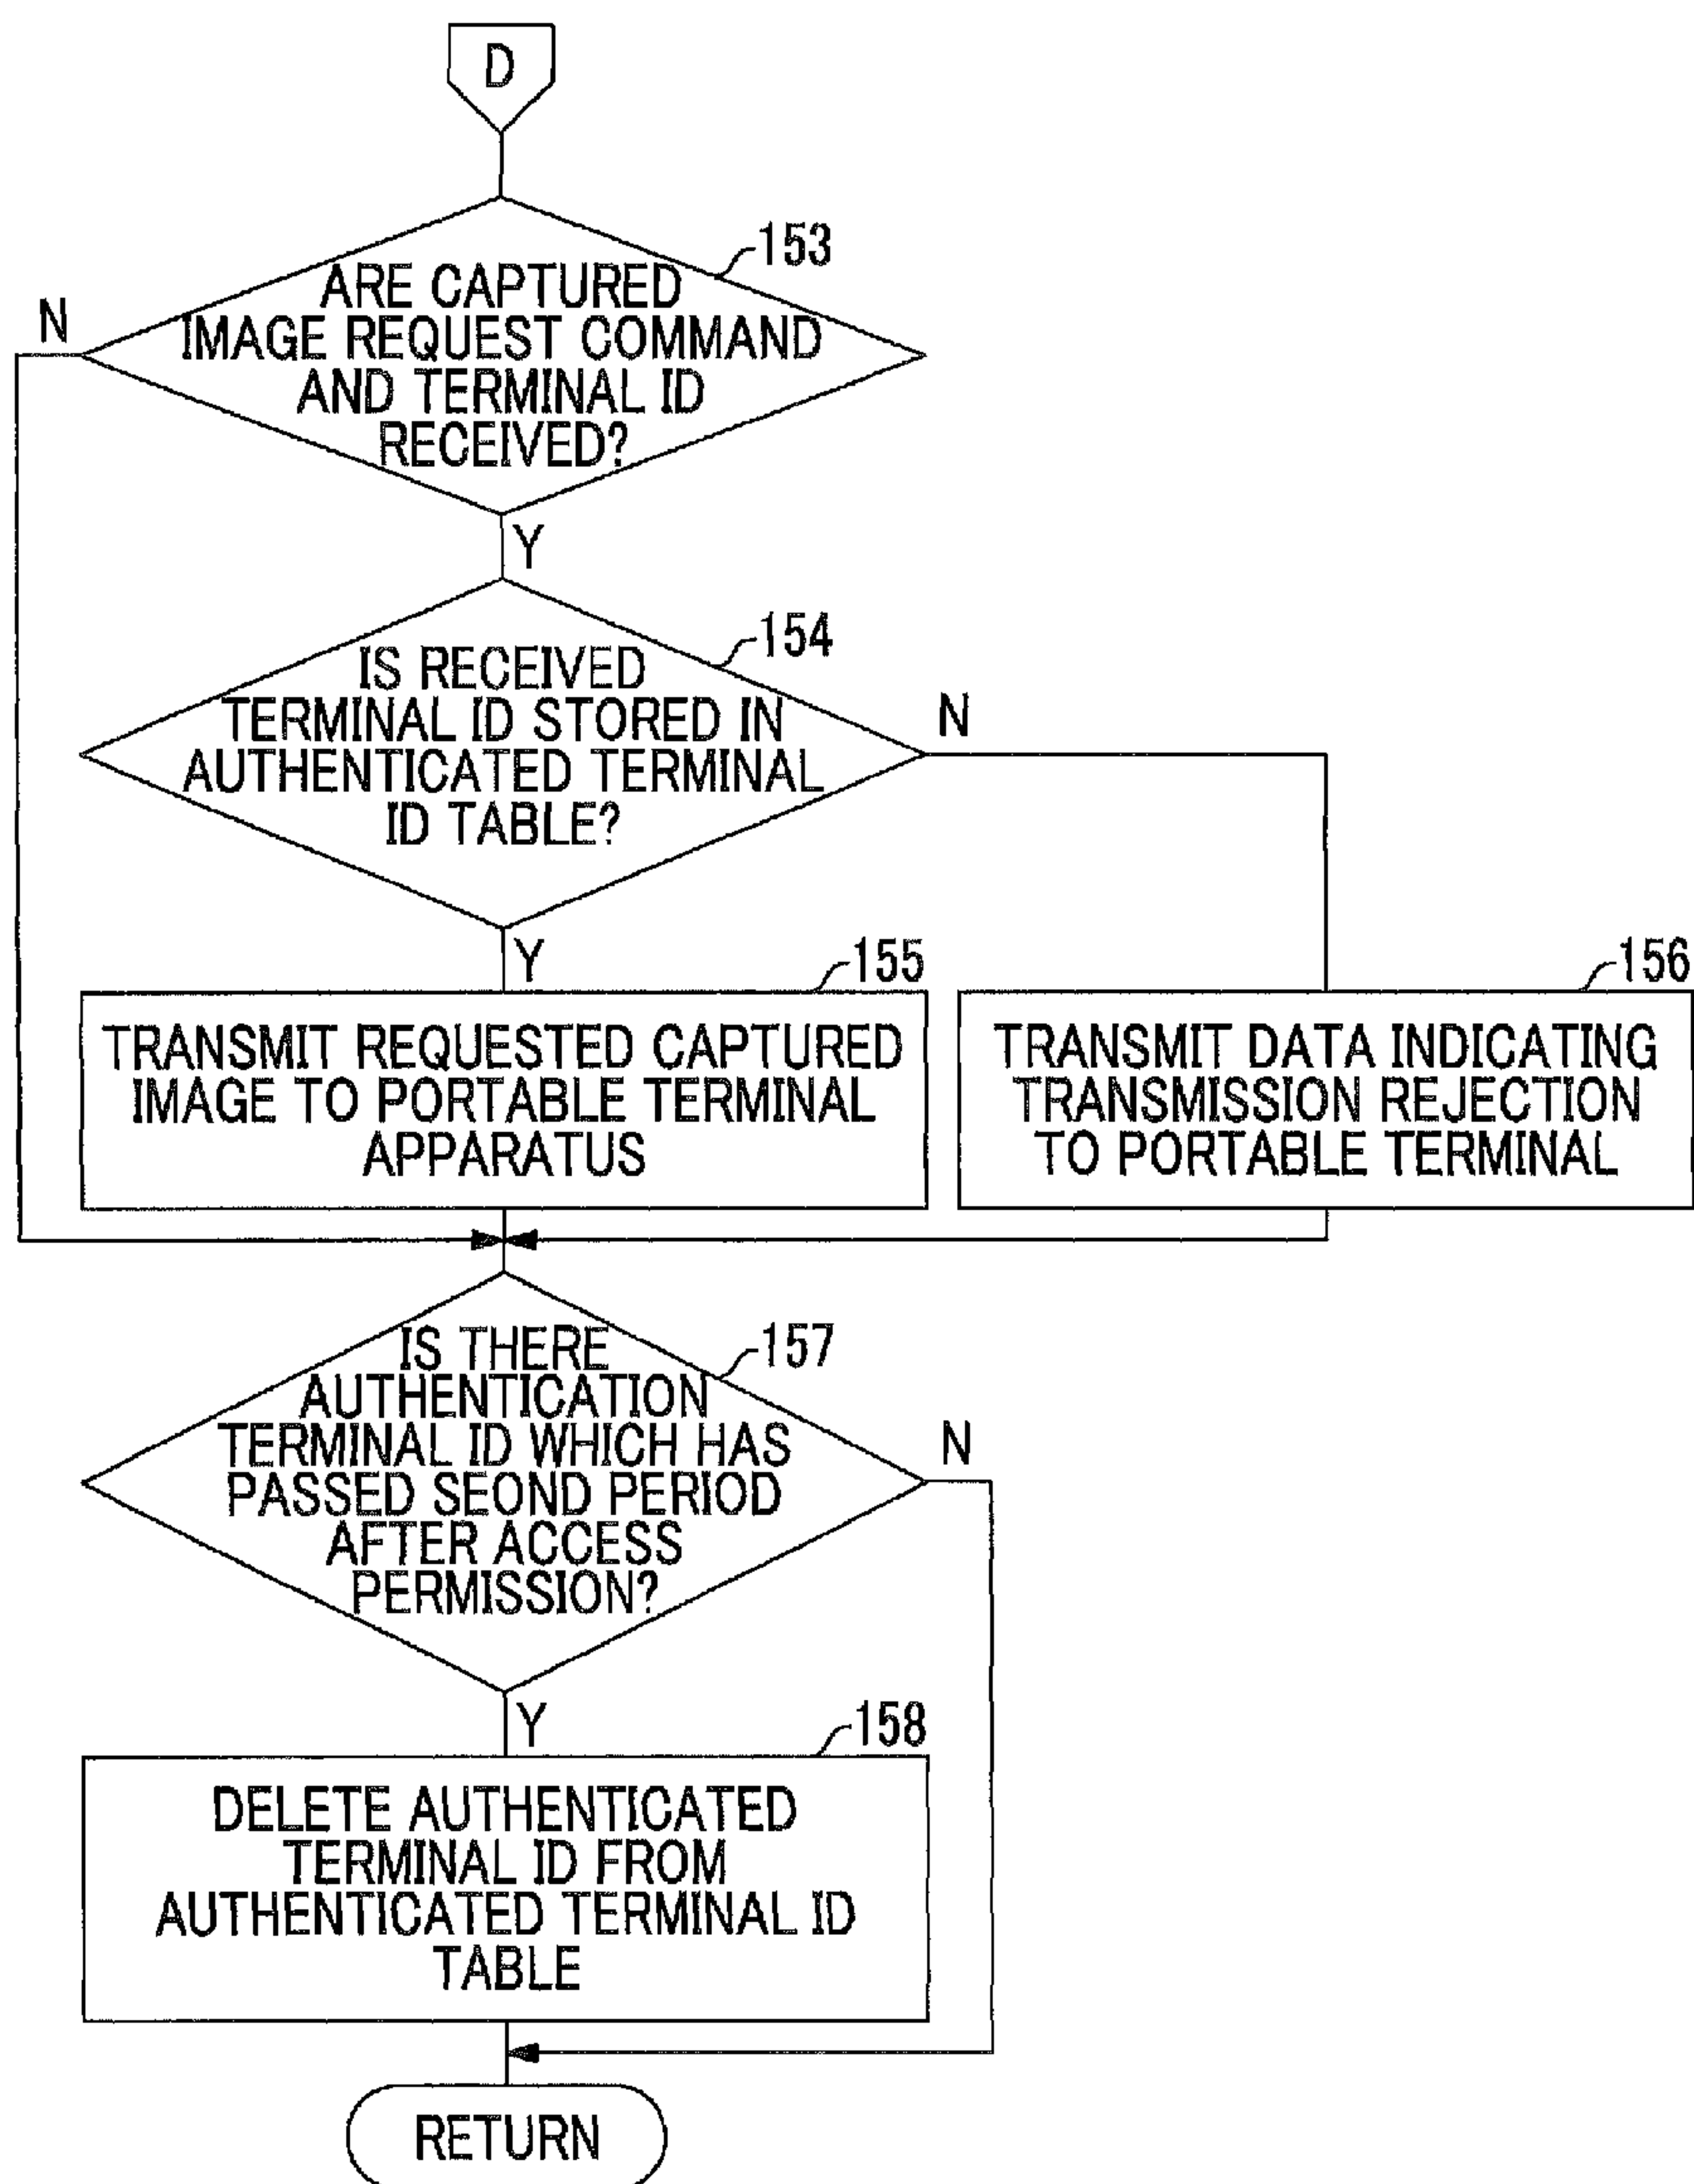 D
153
ARE CAPTURED
IMAGE REQUEST COMMAND
AND TERMINAL ID
RECEIVED?
N
Y
154
IS RECEIVED
TERMINAL ID STORED IN
AUTHENTICATED TERMINAL
ID TABLE?
N
Y
155
TRANSMIT REQUESTED CAPTURED
IMAGE TO PORTABLE TERMINAL
APPARATUS
156
TRANSMIT DATA INDICATING
TRANSMISSION REJECTION
TO PORTABLE TERMINAL
157
IS THERE
AUTHENTICATION
TERMINAL ID WHICH HAS
PASSED SEOND PERIOD
AFTER ACCESS
PERMISSION?
N
Y
158
DELETE AUTHENTICATED
TERMINAL ID FROM
AUTHENTICATED TERMINAL ID
TABLE
RETURN